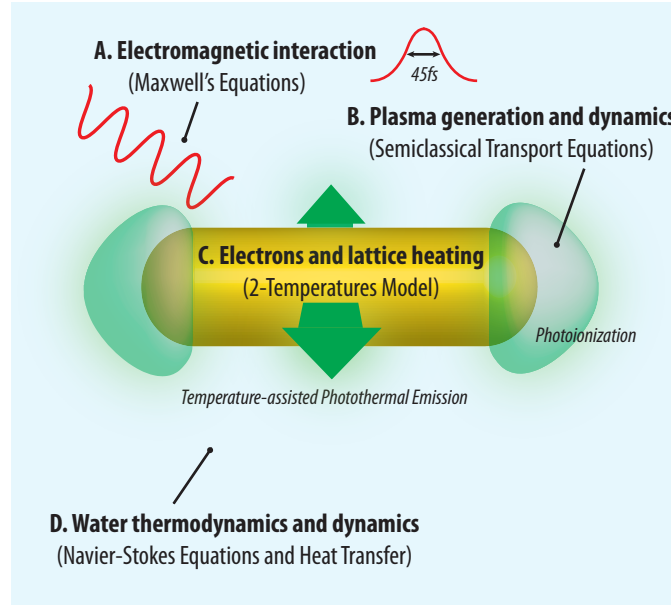 A. Electromagnetic interaction
(Maxwell's Equations)
45fs
B. Plasma generation and dynamics
(Semiclassical Transport Equations)
C. Electrons and lattice heating
(2-Temperatures Model)
Photoionization
Temperature-assisted Photothermal Emission
D. Water thermodynamics and dynamics
(Navier-Stokes Equations and Heat Transfer)